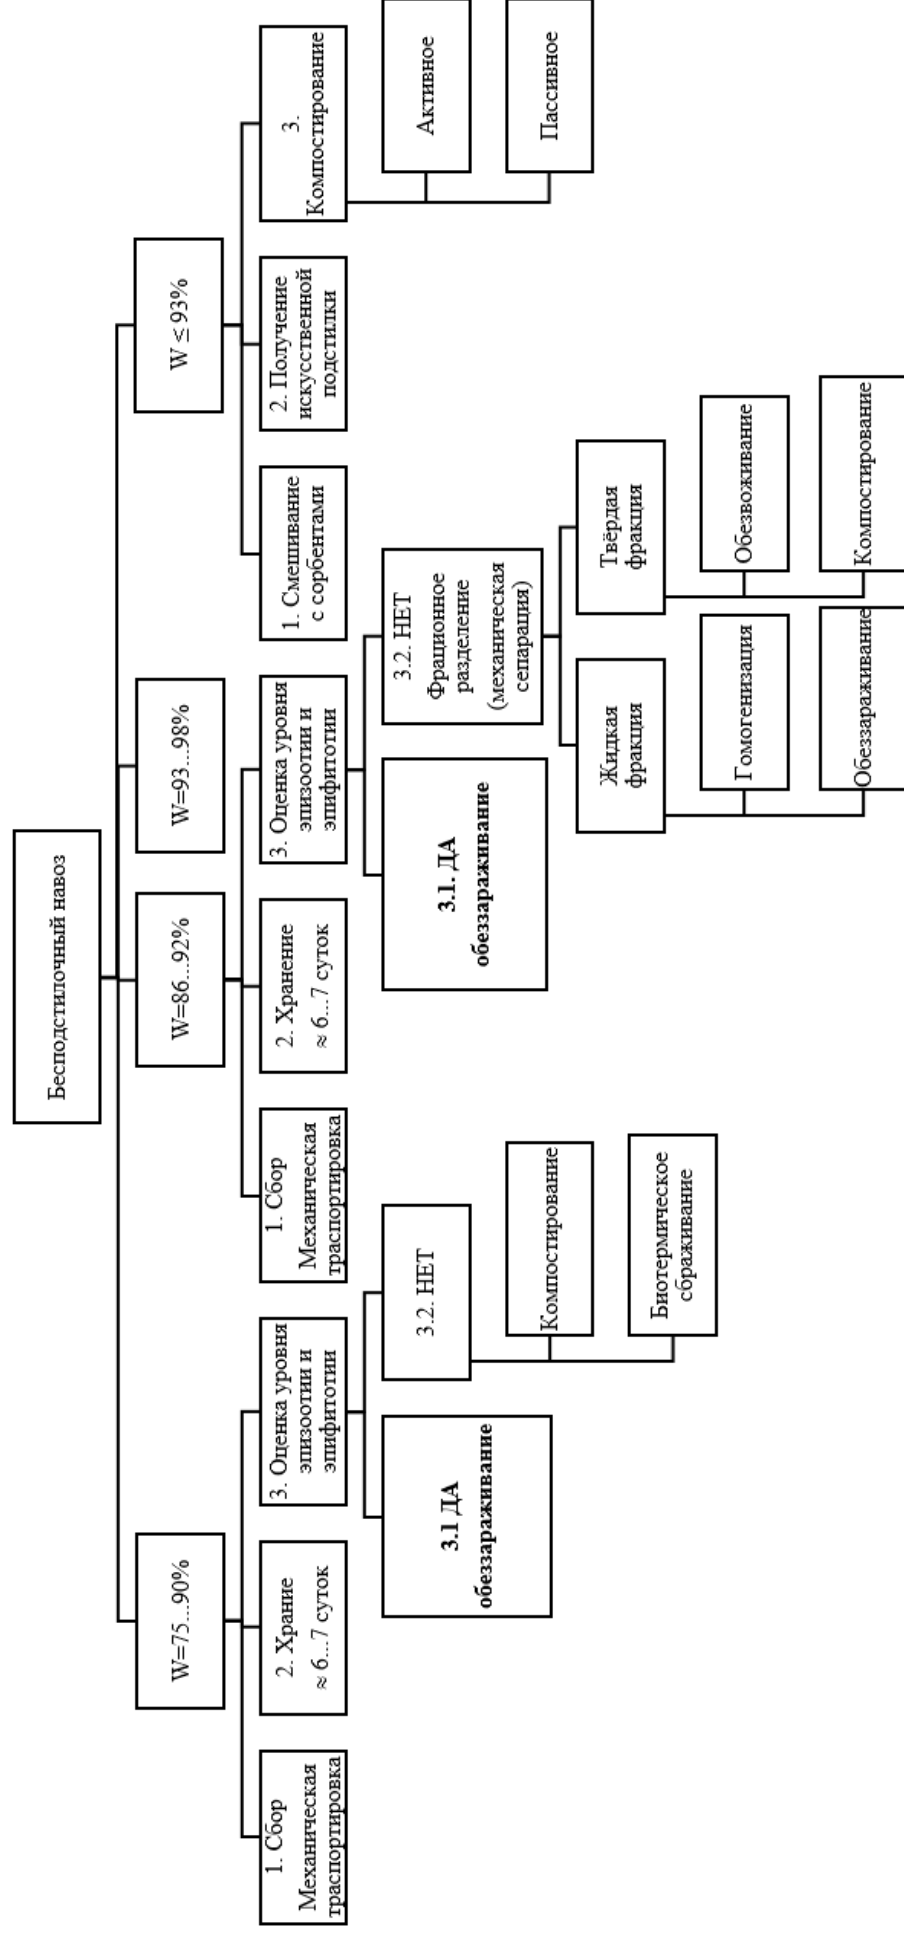 Бесподстилочный навоз
W=75...90%
W=86...92%
W=93...98%
W ≤ 93%
1. Сбор
Механическая
траспортировка
2. Храние
≈ 6...7 суток
3. Оценка уровня
эпизоотии и
эпифитотии
1. Сбор
Механическая
траспортировка
2. Хранение
≈ 6...7 суток
3. Оценка уровня
эпизоотии и
эпифитотии
1. Смешивание
с сорбентами
2. Получение
искусственной
подстилки
3.
Компостирование
3.1 ДА
обеззараживание
3.2. НЕТ
Компостирование
Биотермическое
сбраживание
3.1. ДА
обеззараживание
3.2. НЕТ
Фрационное
разделение
(механическая
сепарация)
Жидкая
фракция
Гомогенизация
Обеззараживание
Твёрдая
фракция
Обезвоживание
Компостирование
Активное
Пассивное